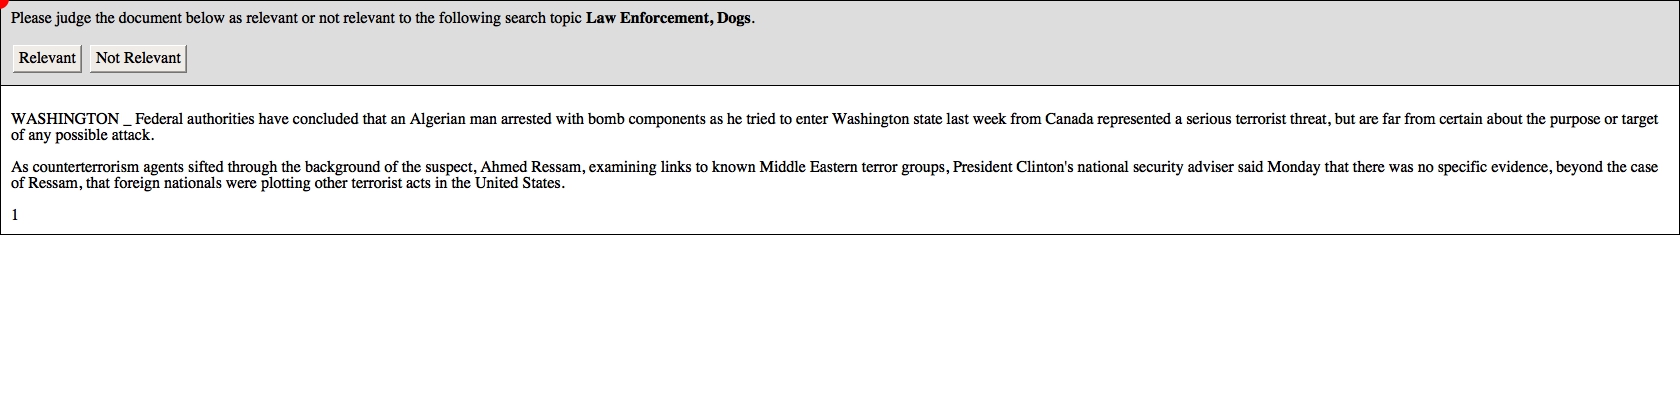 Please judge the document below as relevant or not relevant to the following search topic Law Enforcement, Dogs.
Relevant Not Relevant
WASHINGTON _ Federal authorities have concluded that an Algerian man arrested with bomb components as he tried to enter Washington state last week from Canada represented a serious terrorist threat, but are far from certain about the purpose or target
of any possible attack.
As counterterrorism agents sifted through the background of the suspect, Ahmed Ressam, examining links to known Middle Eastern terror groups, President Clinton's national security adviser said Monday that there was no specific evidence, beyond the case
of Ressam, that foreign nationals were plotting other terrorist acts in the United States.
1